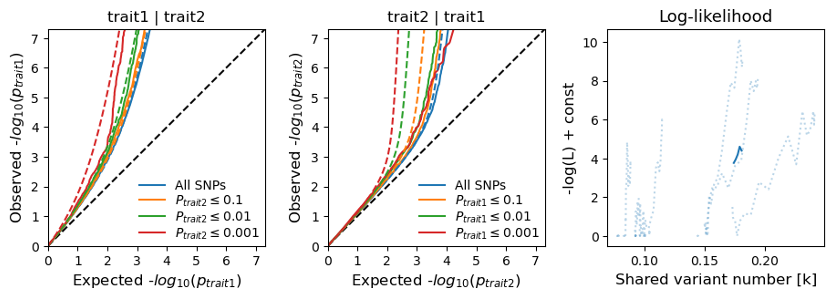 trait1 | trait2
Observed -log10(ptrait1)
7
6
5
4
3
2
1
0
All SNPs
Ptrait2 ≤ 0.1
Ptrait2 ≤ 0.01
Ptrait2 ≤ 0.001
0 1 2 3 4 5 6 7
Expected -log10(ptrait1)
trait2 | trait1
Observed -log10(ptrait2)
7
6
5
4
3
2
1
0
All SNPs
Ptrait1 ≤ 0.1
Ptrait1 ≤ 0.01
Ptrait1 ≤ 0.001
0 1 2 3 4 5 6 7
Expected -log10(ptrait2)
Log-likelihood
-log(L) + const
10
8
6
4
2
0
0.10 0.15 0.20
Shared variant number [k]